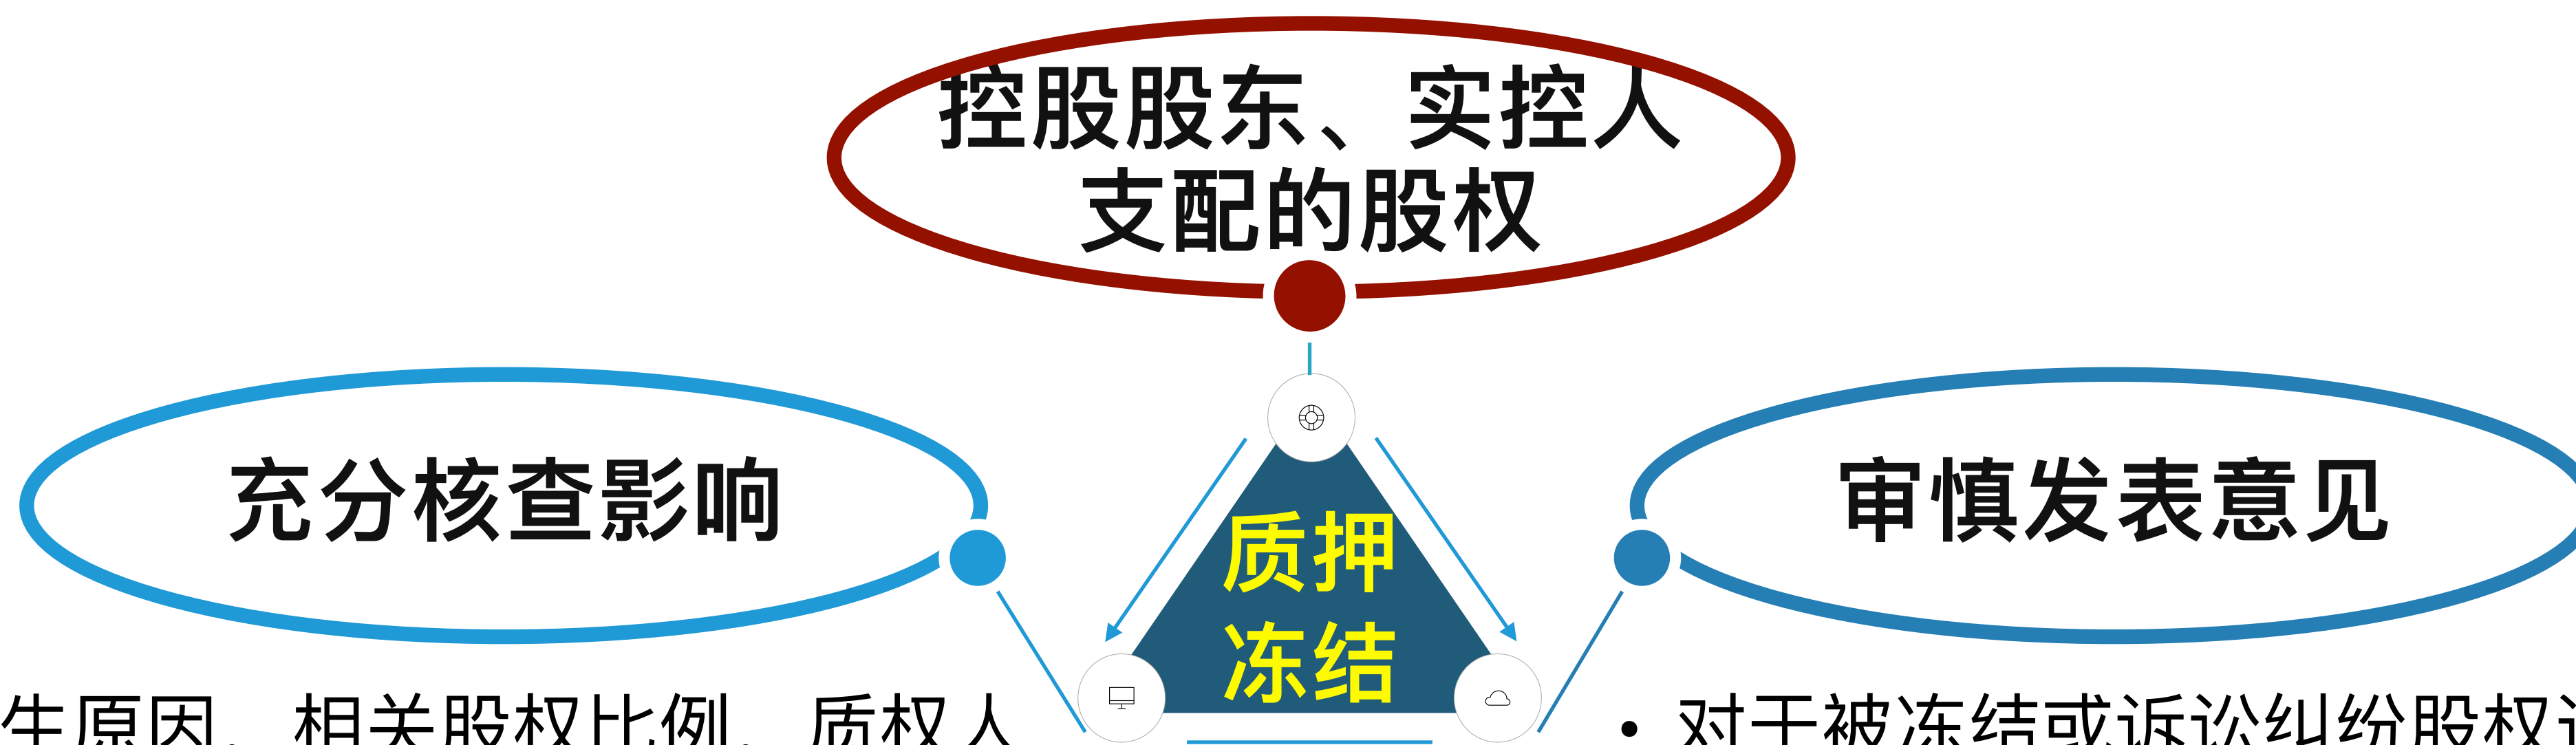 控股股东、实控人
支配的股权
充分核查影响
审慎发表意见
质押
冻结
生原因、相关股权比例、质权人
• 对于被冻结或诉讼纠纷股权